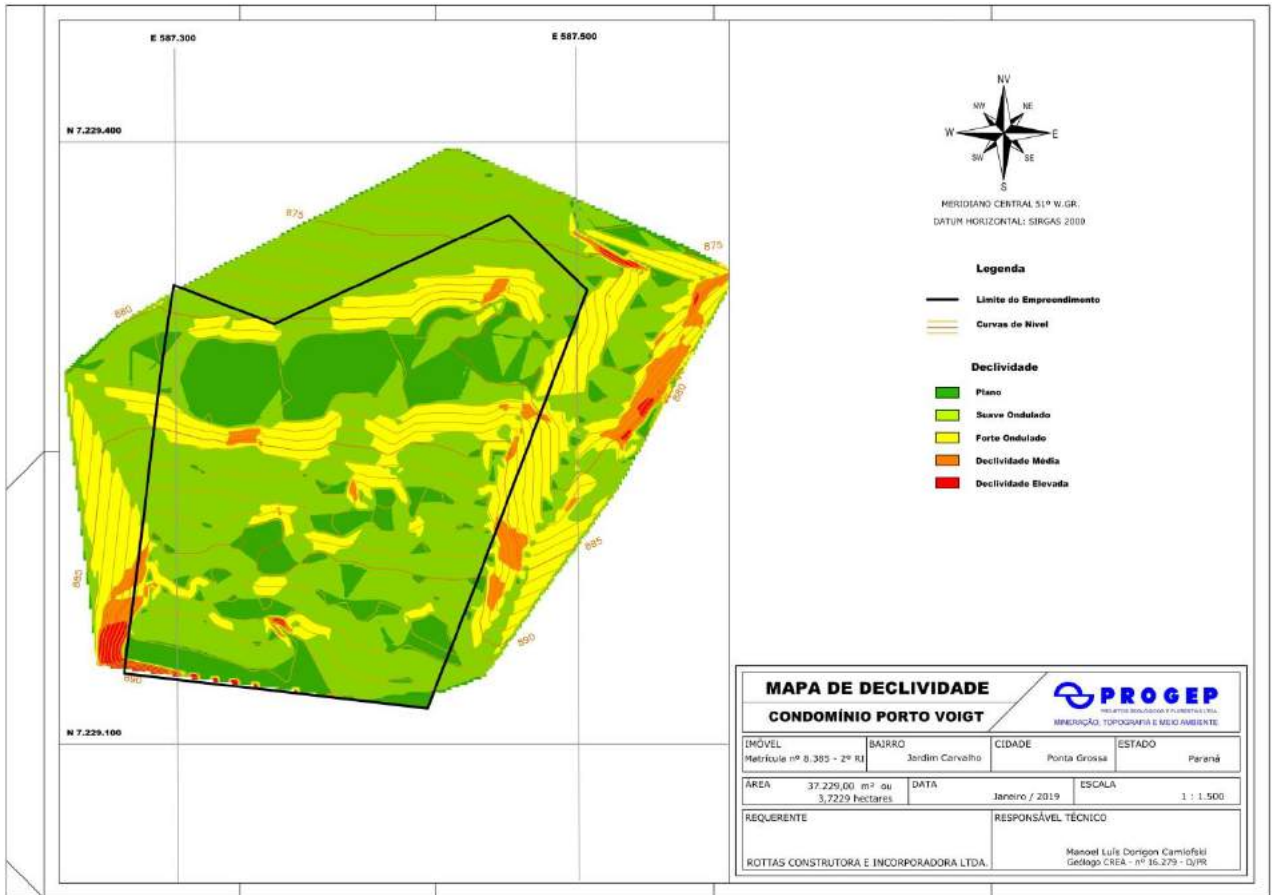 E 587.300
E 587.500
N 7.229.400
N 7.229.100
875
875
880
880
885
885
890
890
NV
NW
NE
W
E
SW
SE
S
MERIDIANO CENTRAL 51º W.GR.
DATUM HORIZONTAL: SIRGAS 2000
Legenda
Limite do Empreendimento
Curvas de Nivel
Declividade
Plano
Suave Ondulado
Forte Ondulado
Declividade Média
Declividade Elevada
MAPA DE DECLIVIDADE
CONDOMÍNIO PORTO VOIGT
PROGEP
MINERAÇÃO, TOPOGRAFIA E MEIO AMBIENTE
IMÓVEL
Matrícula nº 8.385 - 2º RI
BAIRRO
Jardim Carvalho
CIDADE
Ponta Grossa
ESTADO
Paraná
ÁREA
37.229,00 m² ou
3,7229 hectares
DATA
Janeiro / 2019
ESCALA
1 : 1.500
REQUERENTE
ROTTAS CONSTRUTORA E INCORPORADORA LTDA.
RESPONSÁVEL TÉCNICO
Manoel Luís Dorigon Camiofski
Geólogo CREA - nº 16.279 - D/PR